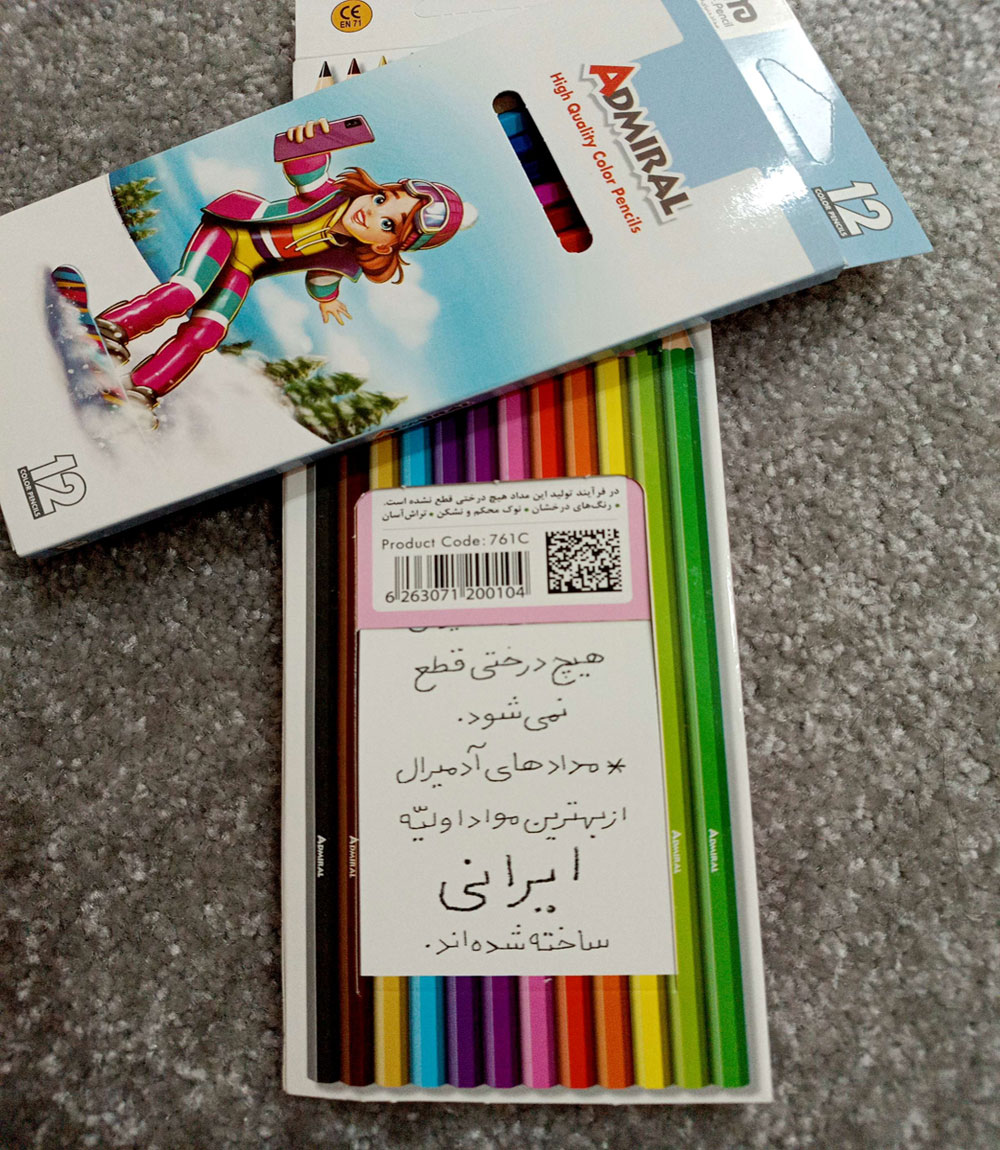 CE
EN 71
Pencil
ADMIRAL
High Quality Color Pencils
12
COLOR PENCILS
12
COLOR PENCILS
در فرآیند تولید این مداد هیچ درختی قطع نشده است.
• رنگ‌های درخشان • نوک محکم و نشکن • تراش‌آسان
Product Code: 761C
6 263071 200104
هیچ درختی قطع
نمی‌شود.
* مدادهای آدمیرال
از بهترین مواد اولیّه
ایرانی
ساخته شده‌اند.
ADMIRAL
ADMIRAL
ADMIRAL
ADMIRAL